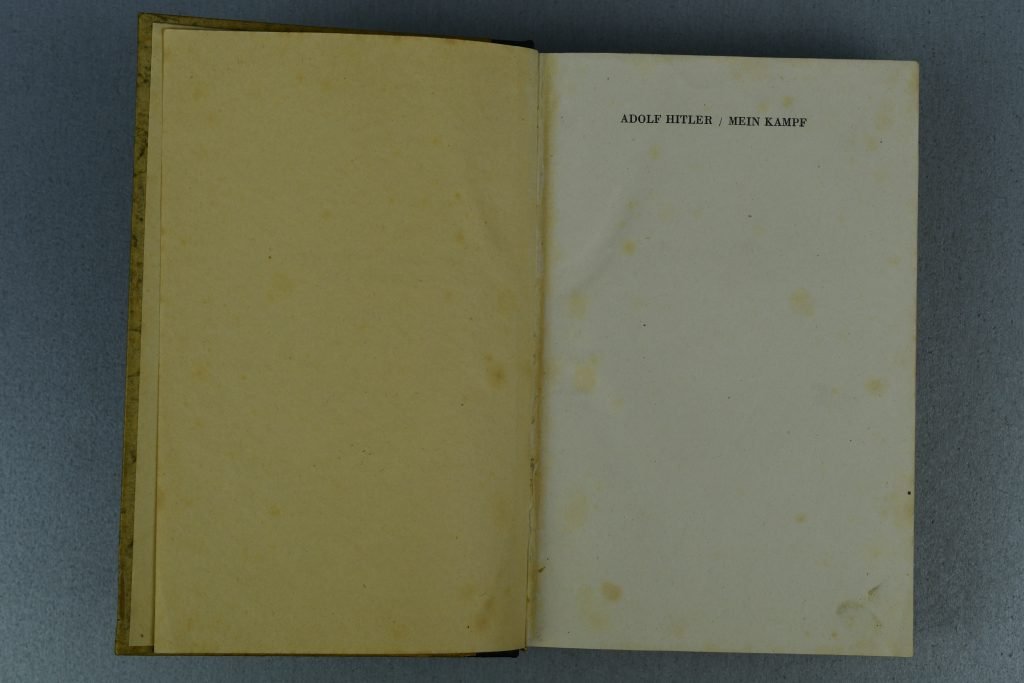 ADOLF HITLER / MEIN KAMPF